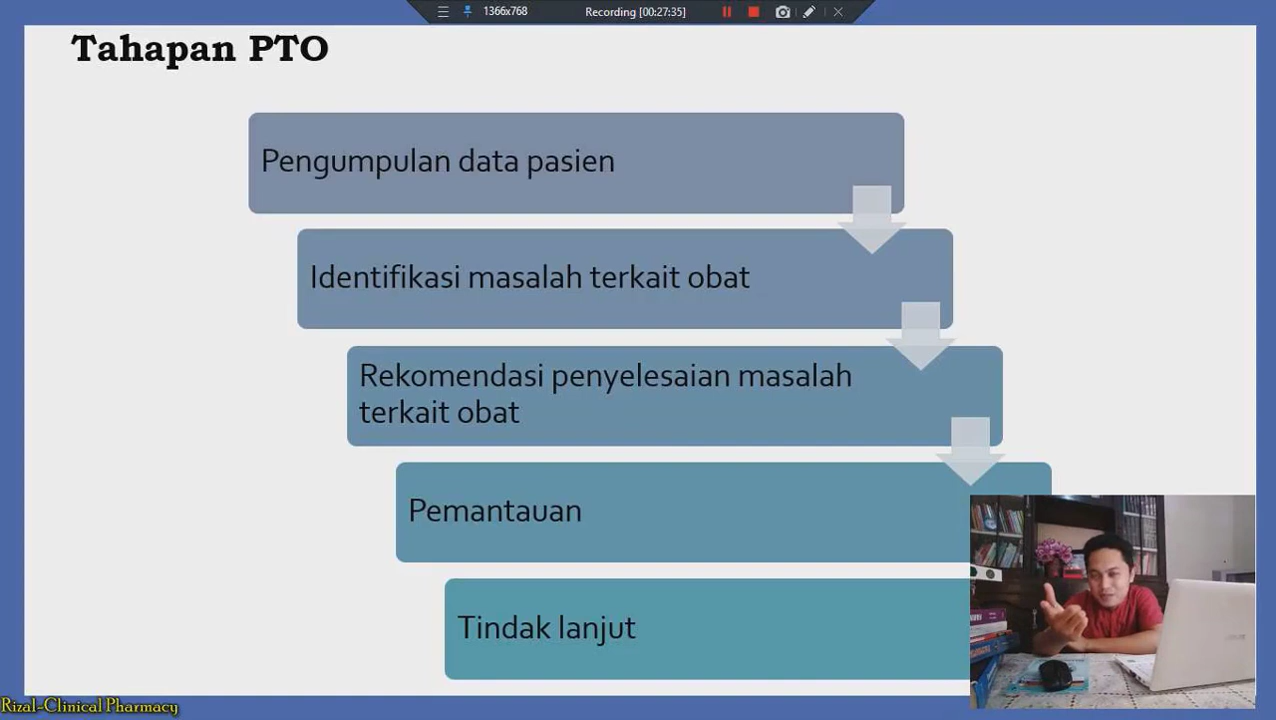 1366x768
Recording [00:27:35]
Tahapan PTO
Pengumpulan data pasien
Identifikasi masalah terkait obat
Rekomendasi penyelesaian masalah
terkait obat
Pemantauan
Tindak lanjut
Rizal-Clinical Pharmacy